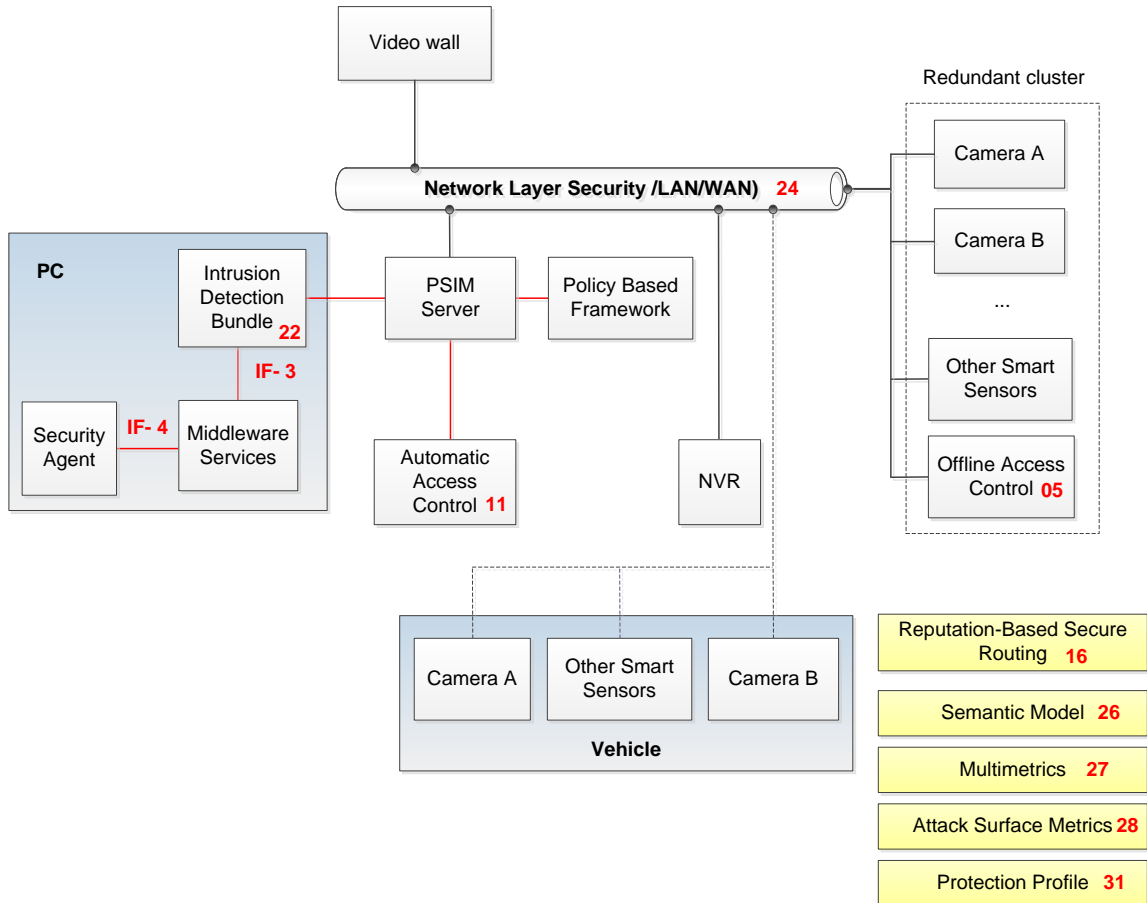 Video wall
Redundant cluster
Camera A
Network Layer Security /LAN/WAN) 24
Camera B
...
Other Smart
Sensors
Offline Access
Control 05
PC
Intrusion
Detection
Bundle
22
IF- 3
IF- 4
Security
Agent
Middleware
Services
PSIM
Server
Policy Based
Framework
Automatic
Access
Control 11
NVR
Camera A
Other Smart
Sensors
Camera B
Vehicle
Reputation-Based Secure
Routing 16
Semantic Model 26
Multimetrics 27
Attack Surface Metrics 28
Protection Profile 31